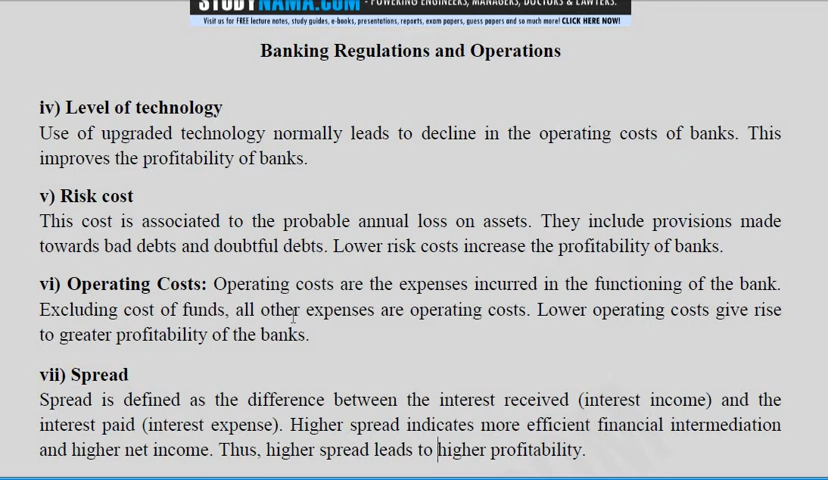 STUDYNAMA.COM - POWERING ENGINEERS, MANAGERS, DOCTORS & LAWYERS.
Visit us for FREE lecture notes, study guides, e-books, presentations, reports, exam papers, guess papers and so much more! CLICK HERE NOW!
Banking Regulations and Operations
iv) Level of technology
Use of upgraded technology normally leads to decline in the operating costs of banks. This
improves the profitability of banks.
v) Risk cost
This cost is associated to the probable annual loss on assets. They include provisions made
towards bad debts and doubtful debts. Lower risk costs increase the profitability of banks.
vi) Operating Costs: Operating costs are the expenses incurred in the functioning of the bank.
Excluding cost of funds, all other expenses are operating costs. Lower operating costs give rise
to greater profitability of the banks.
vii) Spread
Spread is defined as the difference between the interest received (interest income) and the
interest paid (interest expense). Higher spread indicates more efficient financial intermediation
and higher net income. Thus, higher spread leads to higher profitability.